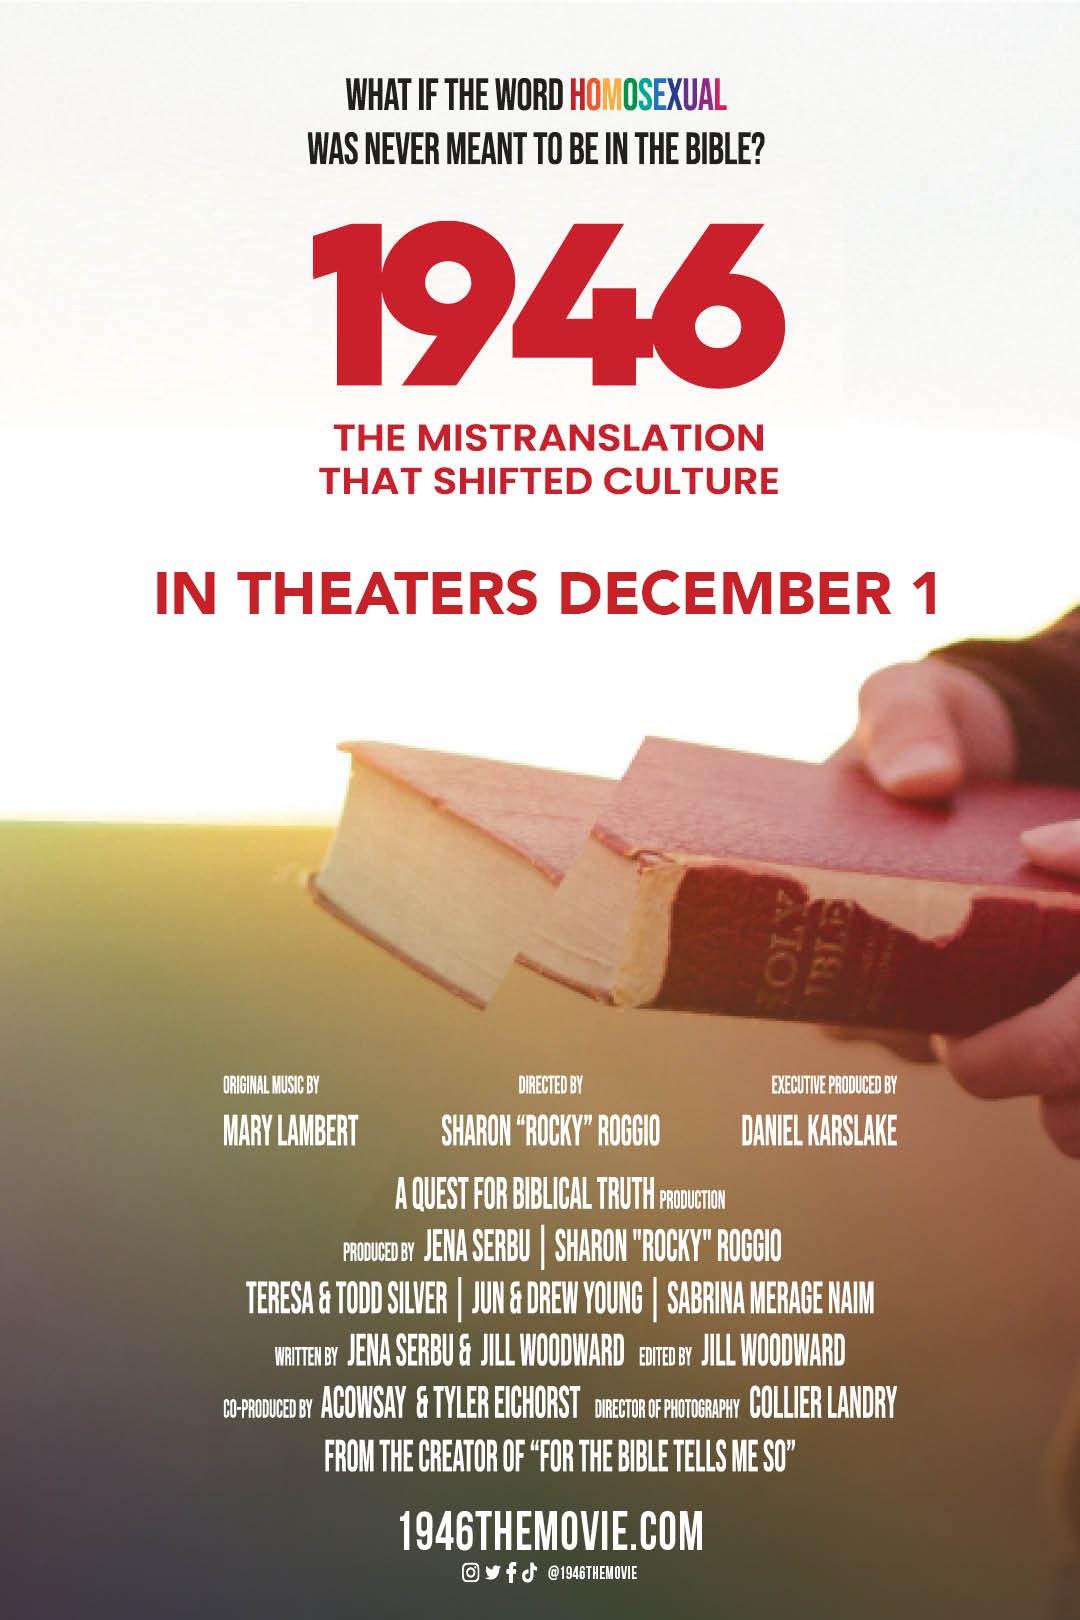 WHAT IF THE WORD HOMOSEXUAL
WAS NEVER MEANT TO BE IN THE BIBLE?
1946
THE MISTRANSLATION
THAT SHIFTED CULTURE
IN THEATERS DECEMBER 1
HOLY
BIBLE
ORIGINAL MUSIC BY DIRECTED BY EXECUTIVE PRODUCED BY
MARY LAMBERT SHARON “ROCKY” ROGGIO DANIEL KARSLAKE
A QUEST FOR BIBLICAL TRUTH PRODUCTION
PRODUCED BY JENA SERBU | SHARON "ROCKY" ROGGIO
TERESA & TODD SILVER | JUN & DREW YOUNG | SABRINA MERAGE NAIM
WRITTEN BY JENA SERBU & JILL WOODWARD EDITED BY JILL WOODWARD
CO-PRODUCED BY ACOWSAY & TYLER EICHORST DIRECTOR OF PHOTOGRAPHY COLLIER LANDRY
FROM THE CREATOR OF “FOR THE BIBLE TELLS ME SO”
1946THEMOVIE.COM
@1946THEMOVIE